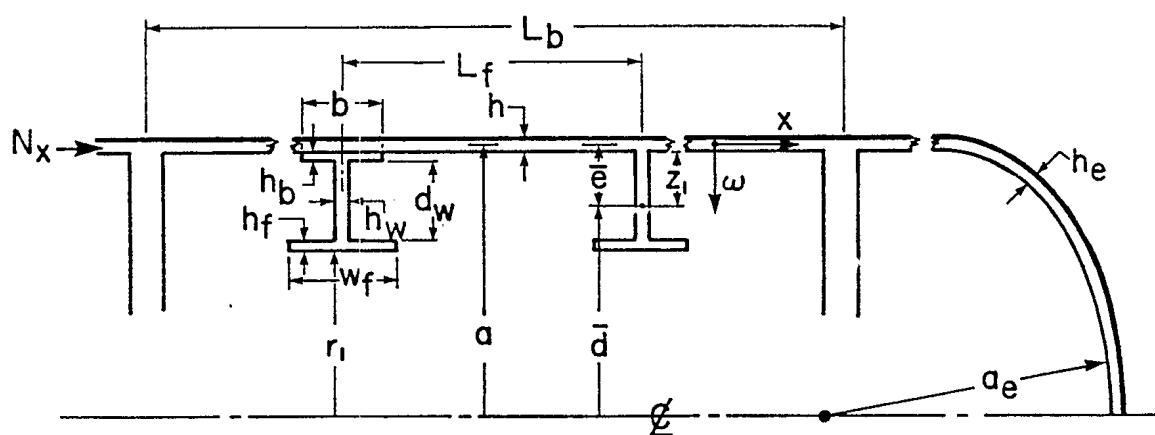 L_b
L_f
b
h
x
N_x
h_b
d_w
h_w
h_f
w_f
ē
z_1
ω
h_e
r_1
a
d̄
a_e
℄